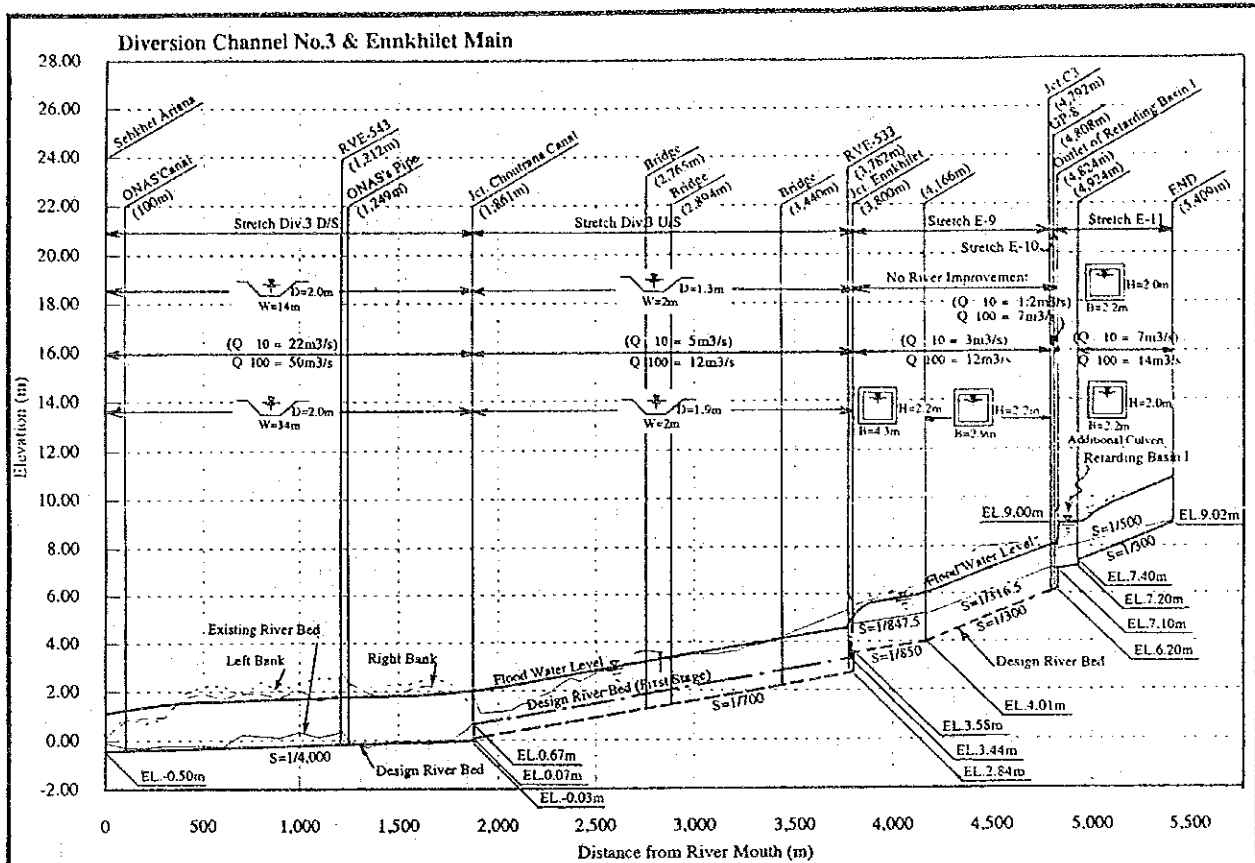 Diversion Channel No.3 & Ennkhilet Main
28.00
26.00
24.00
22.00
20.00
18.00
16.00
14.00
12.00
10.00
8.00
6.00
4.00
2.00
0.00
-2.00
Elevation (m)
Sebkhet Ariana
ONAS'Canal
(100m)
RVE-543
(1,212m)
ONAS's Pipe
(1,249m)
Jct. Choutrana Canal
(1,861m)
Bridge
(2,765m)
Bridge
(2,894m)
Bridge
(3,440m)
RVE-533
(3,782m)
Jct. Ennkhilet
(3,800m)
(4,166m)
Jct.C3
(4,792m)
GP-8
(4,808m)
Outlet of Retarding Basin 1
(4,824m)
(4,924m)
END
(5,409m)
Stretch Div.3 D/S
Stretch Div.3 U/S
Stretch E-9
Stretch E-11
Stretch E-10
No River Improvement
D=2.0m
W=14m
D=1.3m
W=2m
H=2.0m
B=2.2m
(Q 10 = 1.2m3/s)
Q 100 = 7m3/s
(Q 10 = 22m3/s)
Q 100 = 50m3/s
(Q 10 = 5m3/s)
Q 100 = 12m3/s
(Q 10 = 3m3/s)
Q 100 = 12m3/s
(Q 10 = 7m3/s)
Q 100 = 14m3/s
D=2.0m
W=34m
D=1.9m
W=2m
H=2.2m
B=4.3m
H=2.2m
H=2.0m
B=2.2m
Additional Culvert
Retarding Basin 1
EL.9.00m
EL.9.02m
S=1/500
S=1/300
Flood Water Level
S=1/316.5
S=1/300
S=1/847.5
S=1/850
Design River Bed
EL.7.40m
EL.7.20m
EL.7.10m
EL.6.20m
EL.4.01m
EL.3.58m
EL.3.44m
EL.2.84m
Existing River Bed
Left Bank
Right Bank
Flood Water Level
Design River Bed (First Stage)
S=1/700
S=1/4,000
Design River Bed
EL.-0.50m
EL.0.67m
EL.0.07m
EL.-0.03m
0
500
1,000
1,500
2,000
2,500
3,000
3,500
4,000
4,500
5,000
5,500
Distance from River Mouth (m)